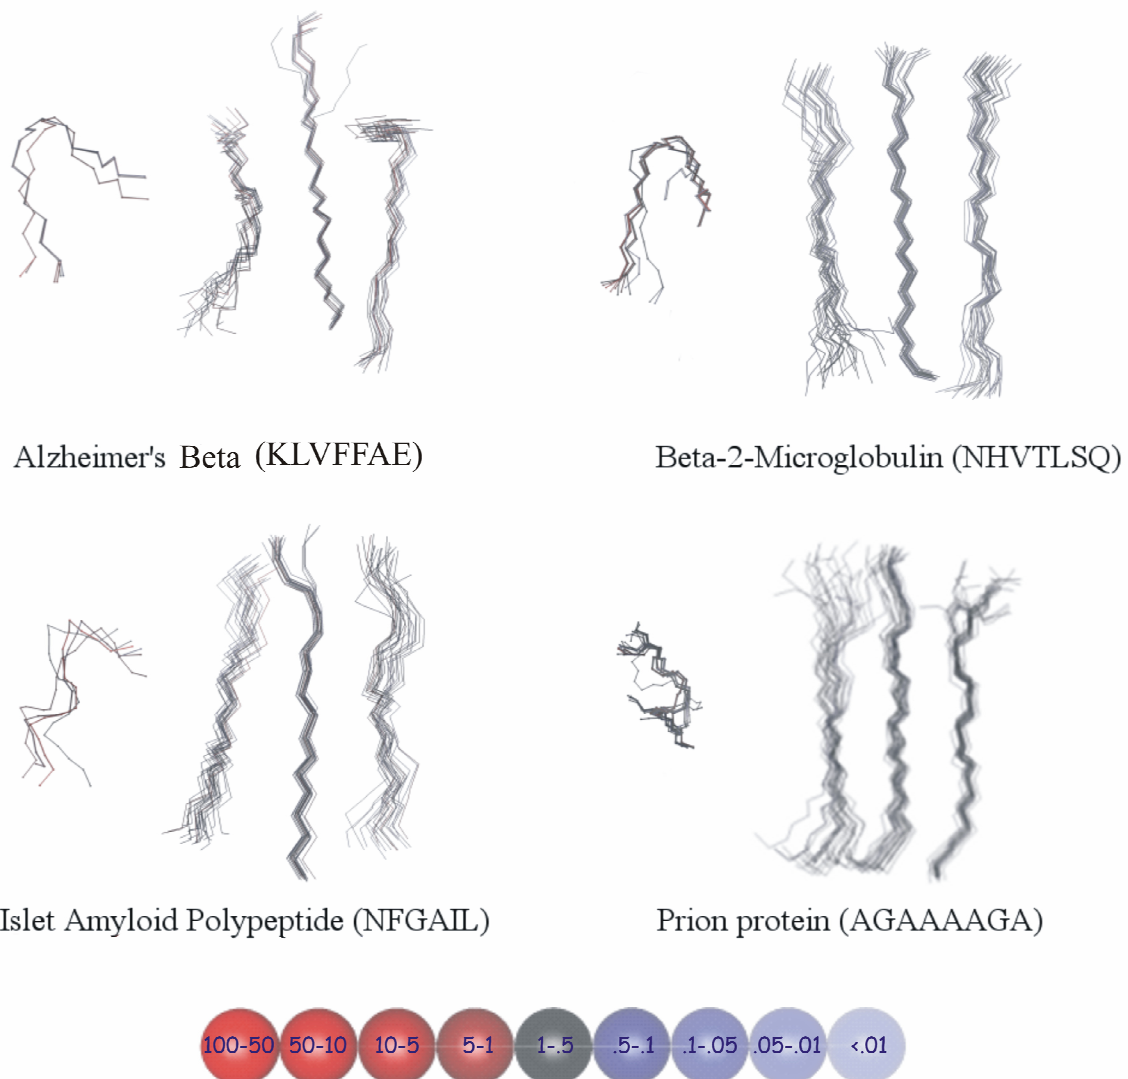 Alzheimer's Beta (KLVFFAE)
Beta-2-Microglobulin (NHVTLSQ)
Islet Amyloid Polypeptide (NFGAIL)
Prion protein (AGAAAAGA)
100-50 50-10 10-5 5-1 1-.5 .5-.1 .1-.05 .05-.01 <.01